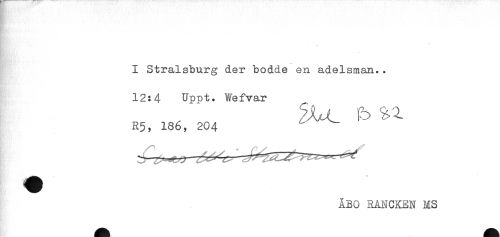 I Stralsburg der bodde en adelsman..
12:4 Uppt. Wefvar
B 82
R5, 186, 204
ÅBO RANCKEN MS